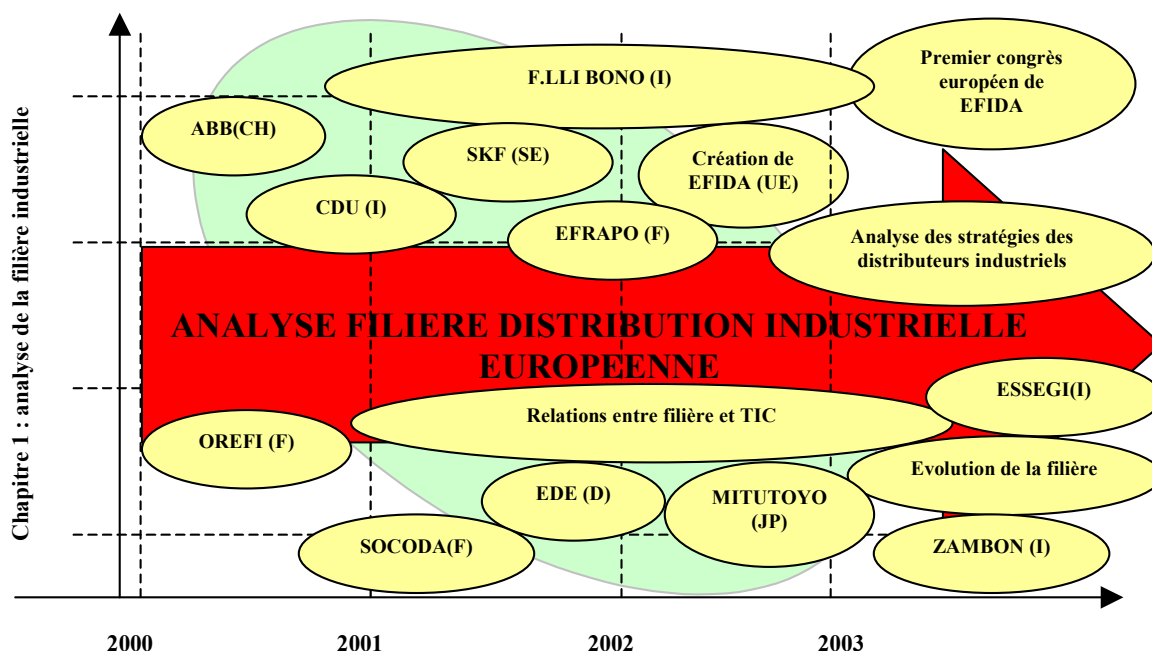 Chapitre 1 : analyse de la filière industrielle
F.LLI BONO (I)
Premier congrès
européen de
EFIDA
ABB(CH)
SKF (SE)
Création de
EFIDA (UE)
CDU (I)
EFRAPO (F)
Analyse des stratégies des
distributeurs industriels
ANALYSE FILIERE DISTRIBUTION INDUSTRIELLE
EUROPEENNE
ESSEGI(I)
Relations entre filière et TIC
OREFI (F)
Evolution de la filière
EDE (D)
MITUTOYO
(JP)
SOCODA(F)
ZAMBON (I)
2000
2001
2002
2003